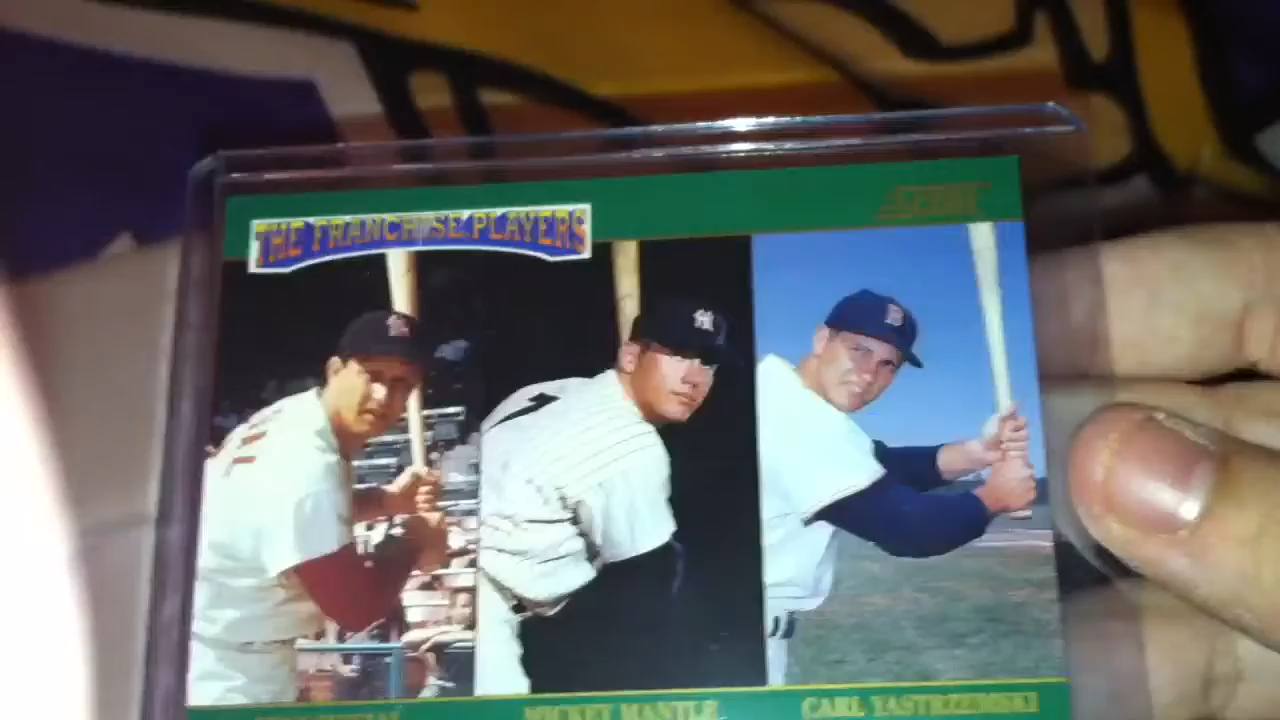 SCORE
THE FRANCHISE PLAYERS
MICKEY MANTLE
CARL YASTRZEMSKI